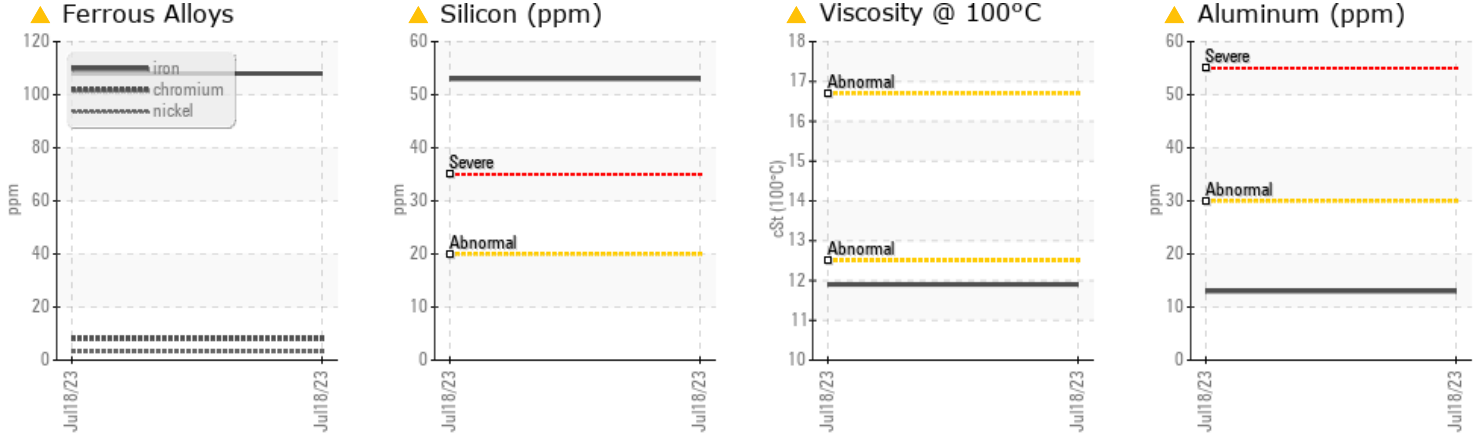 Ferrous Alloys
120
100
80
60
40
20
0
ppm
iron
chromium
nickel
Jul18/23
Jul18/23
Silicon (ppm)
60
50
40
30
20
10
0
ppm
Severe
Abnormal
Jul18/23
Jul18/23
Viscosity @ 100°C
18
17
16
15
14
13
12
11
10
cSt (100°C)
Abnormal
Abnormal
Jul18/23
Jul18/23
Aluminum (ppm)
60
50
40
30
20
10
0
ppm
Severe
Abnormal
Jul18/23
Jul18/23